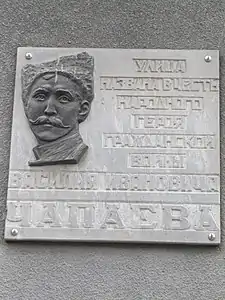 УЛИЦА
НАЗВАНА В ЧЕСТЬ
НАРОДНОГО
ГЕРОЯ
ГРАЖДАНСКОЙ
ВОЙНЫ
ВАСИЛИЯ ИВАНОВИЧА
ЧАПАЕВА